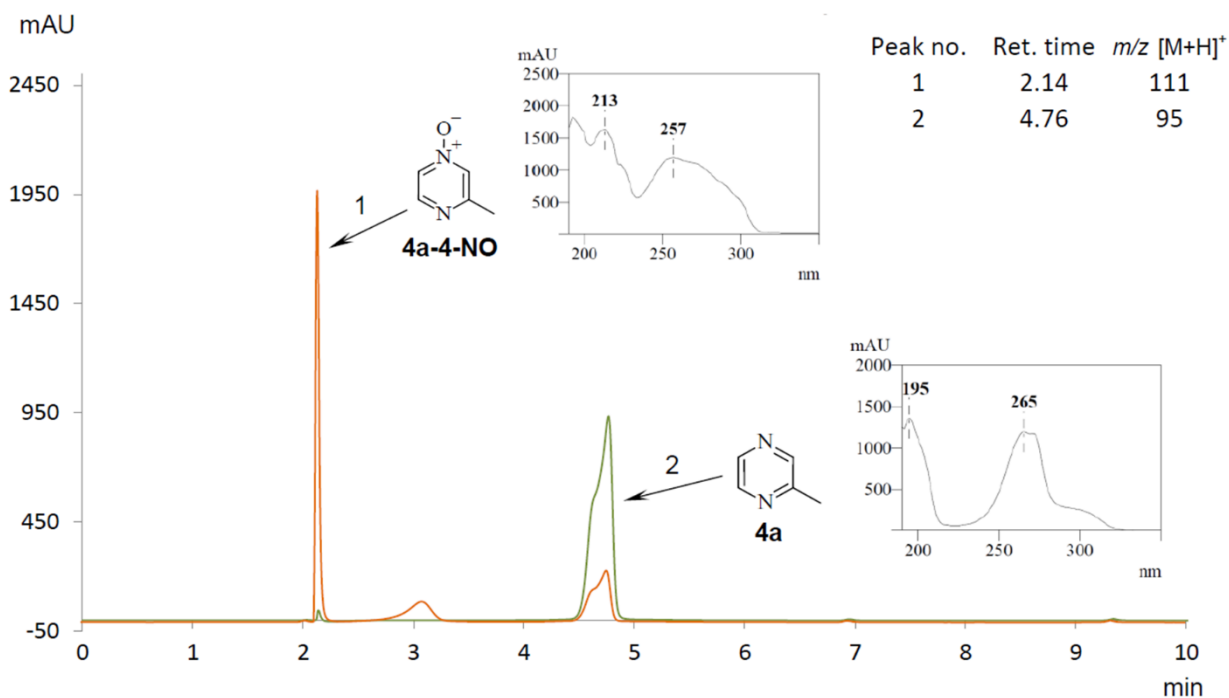 mAU
2450
1950
1450
950
450
-50
0 1 2 3 4 5 6 7 8 9 10
min
Peak no. Ret. time m/z [M+H]+
1 2.14 111
2 4.76 95
1
O−
N+
N
4a-4-NO
mAU
2500
2000
1500
1000
500
213
257
200 250 300
nm
2
N
N
4a
mAU
2000
1500
1000
500
195
265
200 250 300
nm